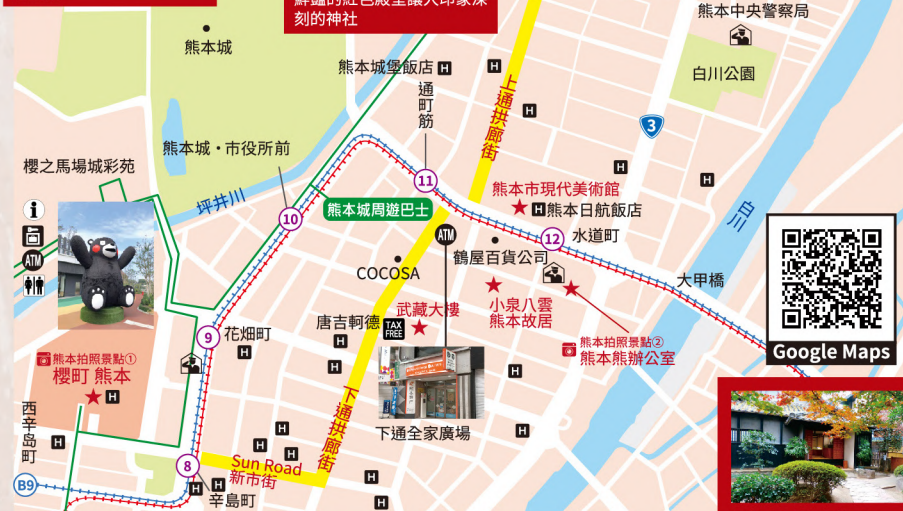 鮮豔的紅色殿堂讓人印象深
刻的神社
熊本中央警察局
熊本城
熊本城堡飯店
H
H
白川公園
通町筋
上通拱廊街
H
3
熊本城・市役所前
櫻之馬場城彩苑
坪井川
11
H
H
熊本市現代美術館
H 熊本日航飯店
白川
i
ATM
10
熊本城周遊巴士
ATM
12
水道町
鶴屋百貨公司
COCOSA
大甲橋
小泉八雲
熊本故居
武藏大樓
唐吉軻德
TAX
FREE
9
花畑町
H
H
熊本拍照景點②
熊本熊辦公室
Google Maps
熊本拍照景點①
櫻町 熊本
H
H
H
下通拱廊街
下通全家廣場
西辛島町
H
H
H
H
H
8
Sun Road
新市街
H
B9
H
H
辛島町
H
H